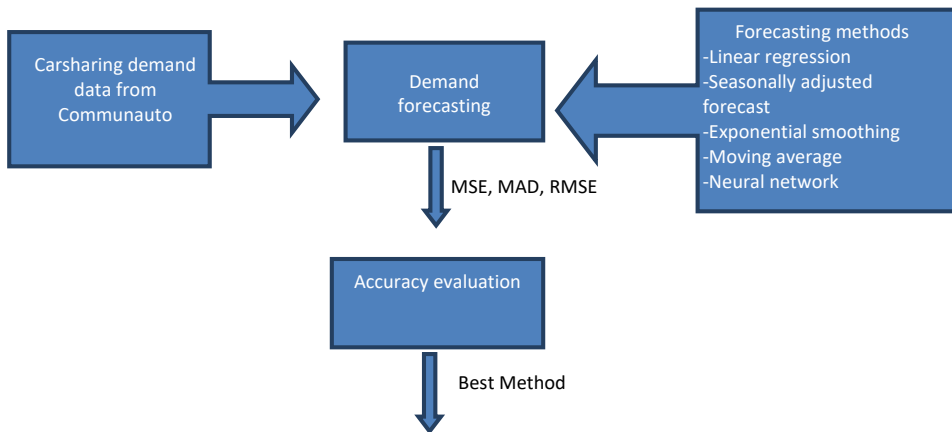 Carsharing demand
data from
Communauto
Demand
forecasting
Forecasting methods
-Linear regression
-Seasonally adjusted
forecast
-Exponential smoothing
-Moving average
-Neural network
MSE, MAD, RMSE
Accuracy evaluation
Best Method